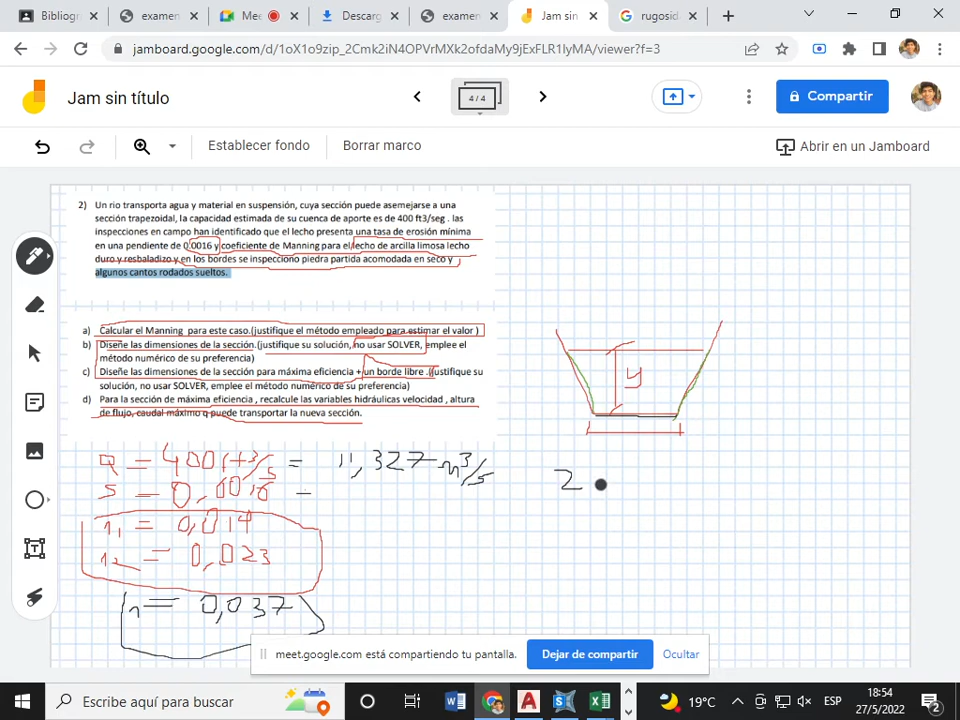 Bibliogr
examen
Mee
Descarg
examen
Jam sin
rugosid.
jamboard.google.com/d/1oX1o9zip_2Cmk2iN4OPVrMXk2ofdaMy9jExFLR1lyMA/viewer?f=3
Jam sin título
4 / 4
Compartir
Establecer fondo
Borrar marco
Abrir en un Jamboard
2) Un rio transporta agua y material en suspensión, cuya sección puede asemejarse a una
sección trapezoidal, la capacidad estimada de su cuenca de aporte es de 400 ft3/seg . las
inspecciones en campo han identificado que el lecho presenta una tasa de erosión mínima
en una pendiente de 0.0016 y coeficiente de Manning para el lecho de arcilla limosa lecho
duro y resbaladizo y en los bordes se inspecciono piedra partida acomodada en seco y
algunos cantos rodados sueltos.
a) Calcular el Manning para este caso.(justifique el método empleado para estimar el valor )
b) Diseñe las dimensiones de la sección.(justifique su solución, no usar SOLVER, emplee el
método numérico de su preferencia)
c) Diseñe las dimensiones de la sección para máxima eficiencia + un borde libre .(justifique su
solución, no usar SOLVER, emplee el método numérico de su preferencia)
d) Para la sección de máxima eficiencia , recalcule las variables hidráulicas velocidad , altura
de flujo, caudal máximo q puede transportar la nueva sección.
Q = 400 ft3/s = 11,327 m3/s
S = 0,0016 =
n1 = 0,014
n2 = 0,023
n = 0,037
y
2
meet.google.com está compartiendo tu pantalla.
Dejar de compartir
Ocultar
Escribe aquí para buscar
19°C
ESP
18:54
27/5/2022
2